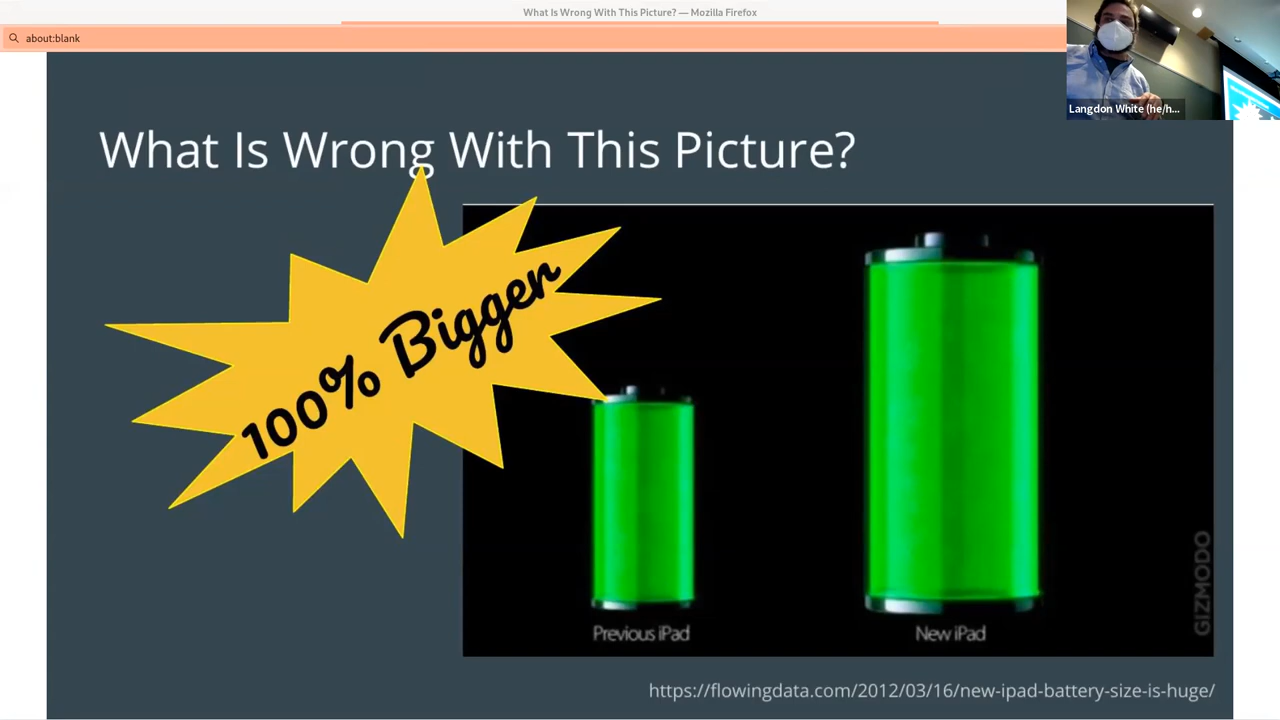 What Is Wrong With This Picture? — Mozilla Firefox
about:blank
Langdon White (he/h...
What Is Wrong With This Picture?
100% Bigger
Previous iPad
New iPad
GIZMODO
https://flowingdata.com/2012/03/16/new-ipad-battery-size-is-huge/